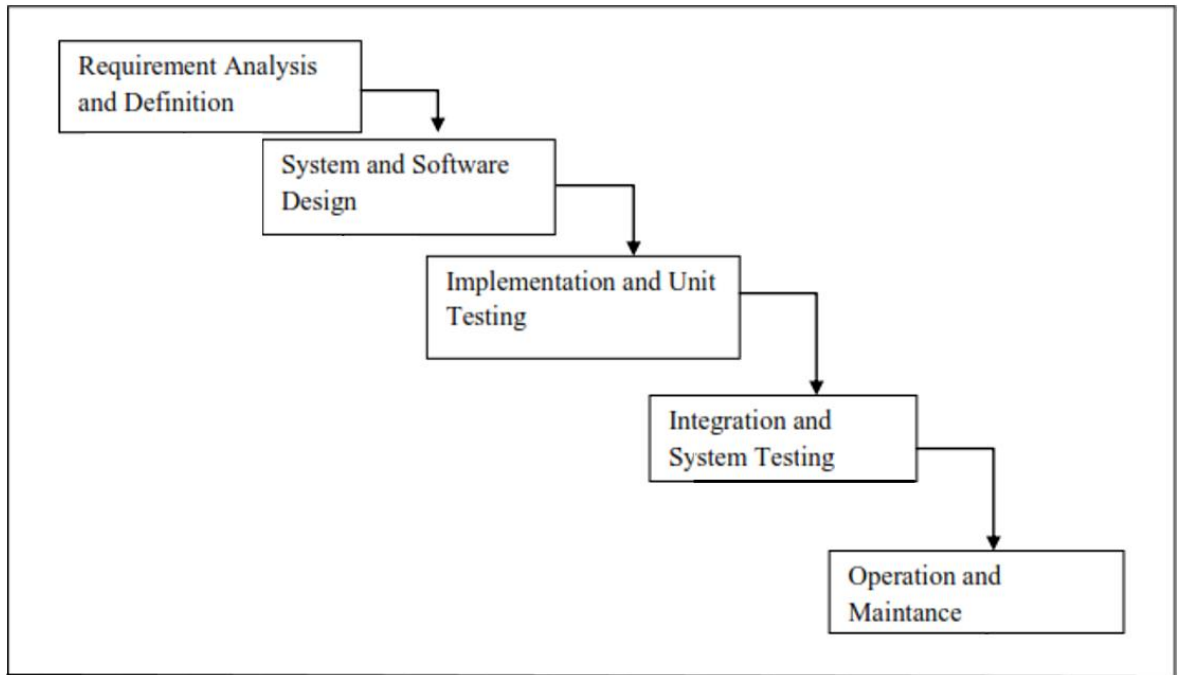 Requirement Analysis
and Definition
System and Software
Design
Implementation and Unit
Testing
Integration and
System Testing
Operation and
Maintance